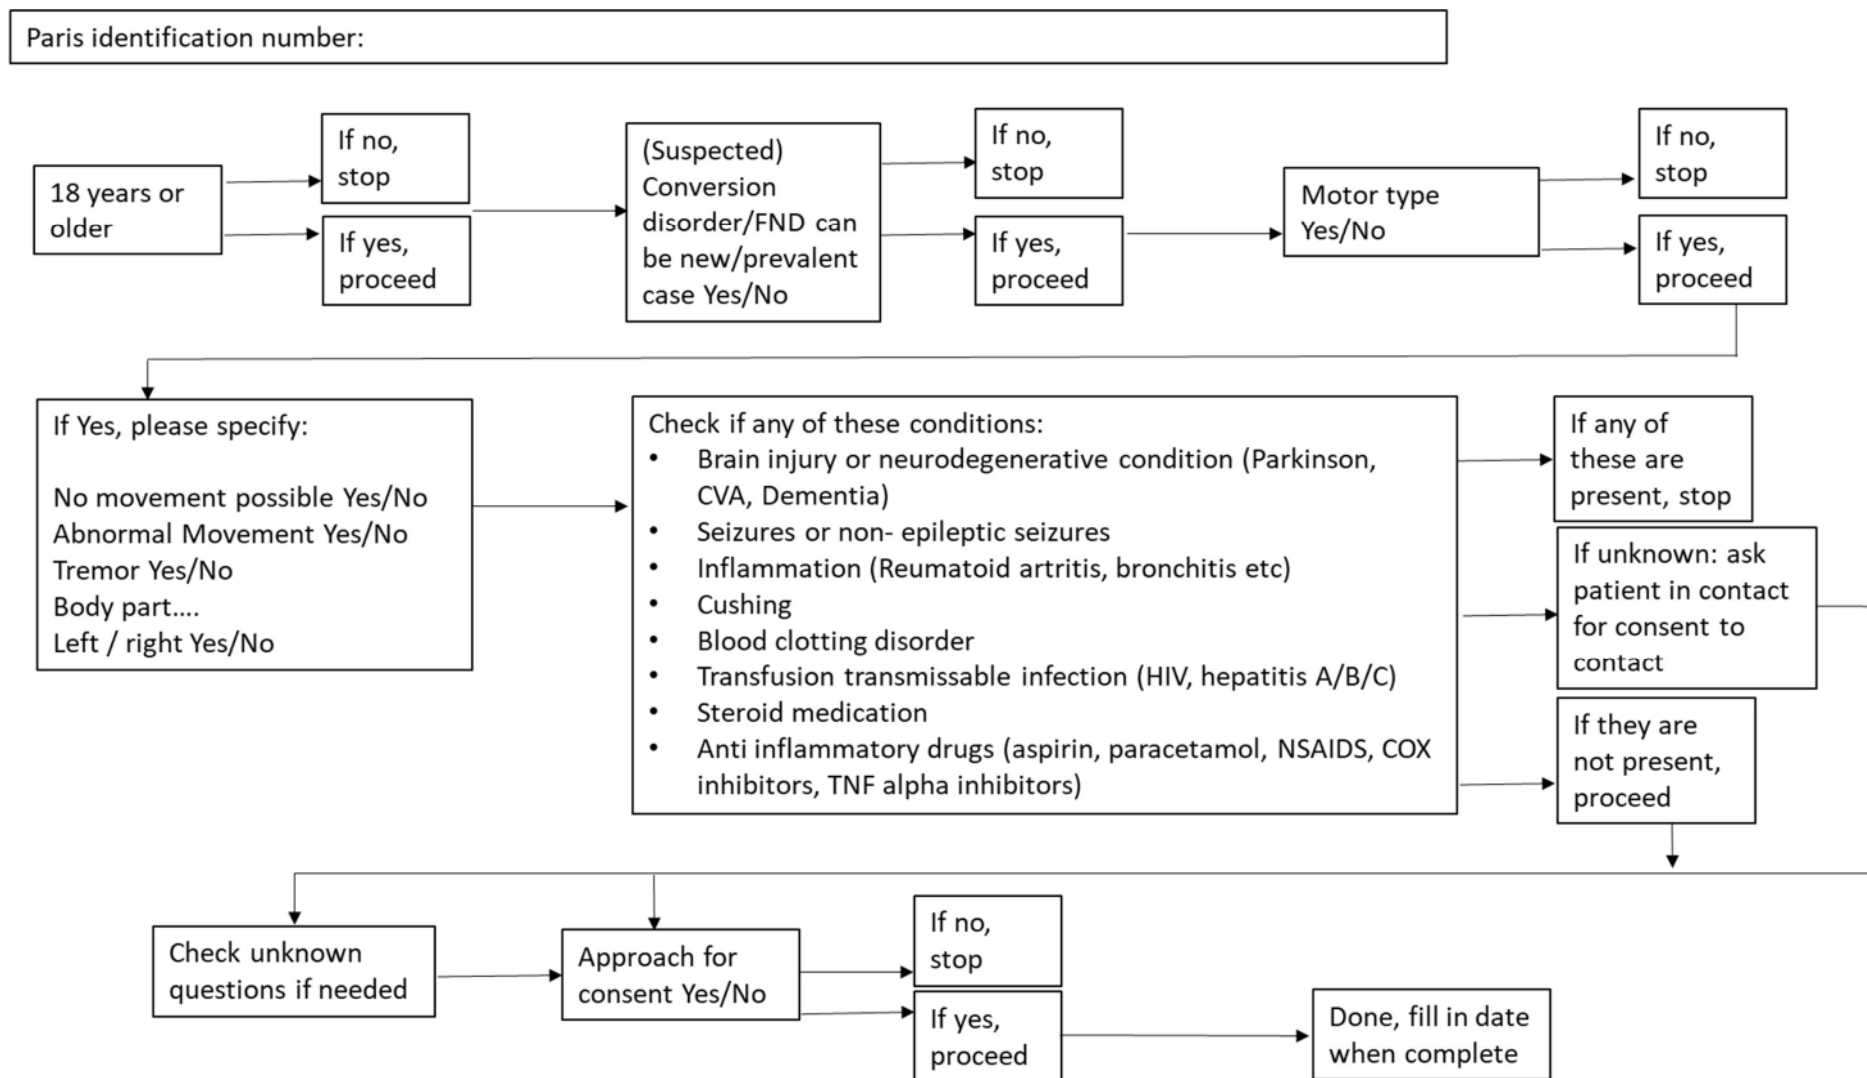 Paris identification number:
18 years or
older
If no,
stop
If yes,
proceed
(Suspected)
Conversion
disorder/FND can
be new/prevalent
case Yes/No
If no,
stop
If yes,
proceed
Motor type
Yes/No
If no,
stop
If yes,
proceed
If Yes, please specify:
No movement possible Yes/No
Abnormal Movement Yes/No
Tremor Yes/No
Body part....
Left / right Yes/No
Check if any of these conditions:
• Brain injury or neurodegenerative condition (Parkinson,
CVA, Dementia)
• Seizures or non- epileptic seizures
• Inflammation (Reumatoid artritis, bronchitis etc)
• Cushing
• Blood clotting disorder
• Transfusion transmissable infection (HIV, hepatitis A/B/C)
• Steroid medication
• Anti inflammatory drugs (aspirin, paracetamol, NSAIDS, COX
inhibitors, TNF alpha inhibitors)
If any of
these are
present, stop
If unknown: ask
patient in contact
for consent to
contact
If they are
not present,
proceed
Check unknown
questions if needed
Approach for
consent Yes/No
If no,
stop
If yes,
proceed
Done, fill in date
when complete